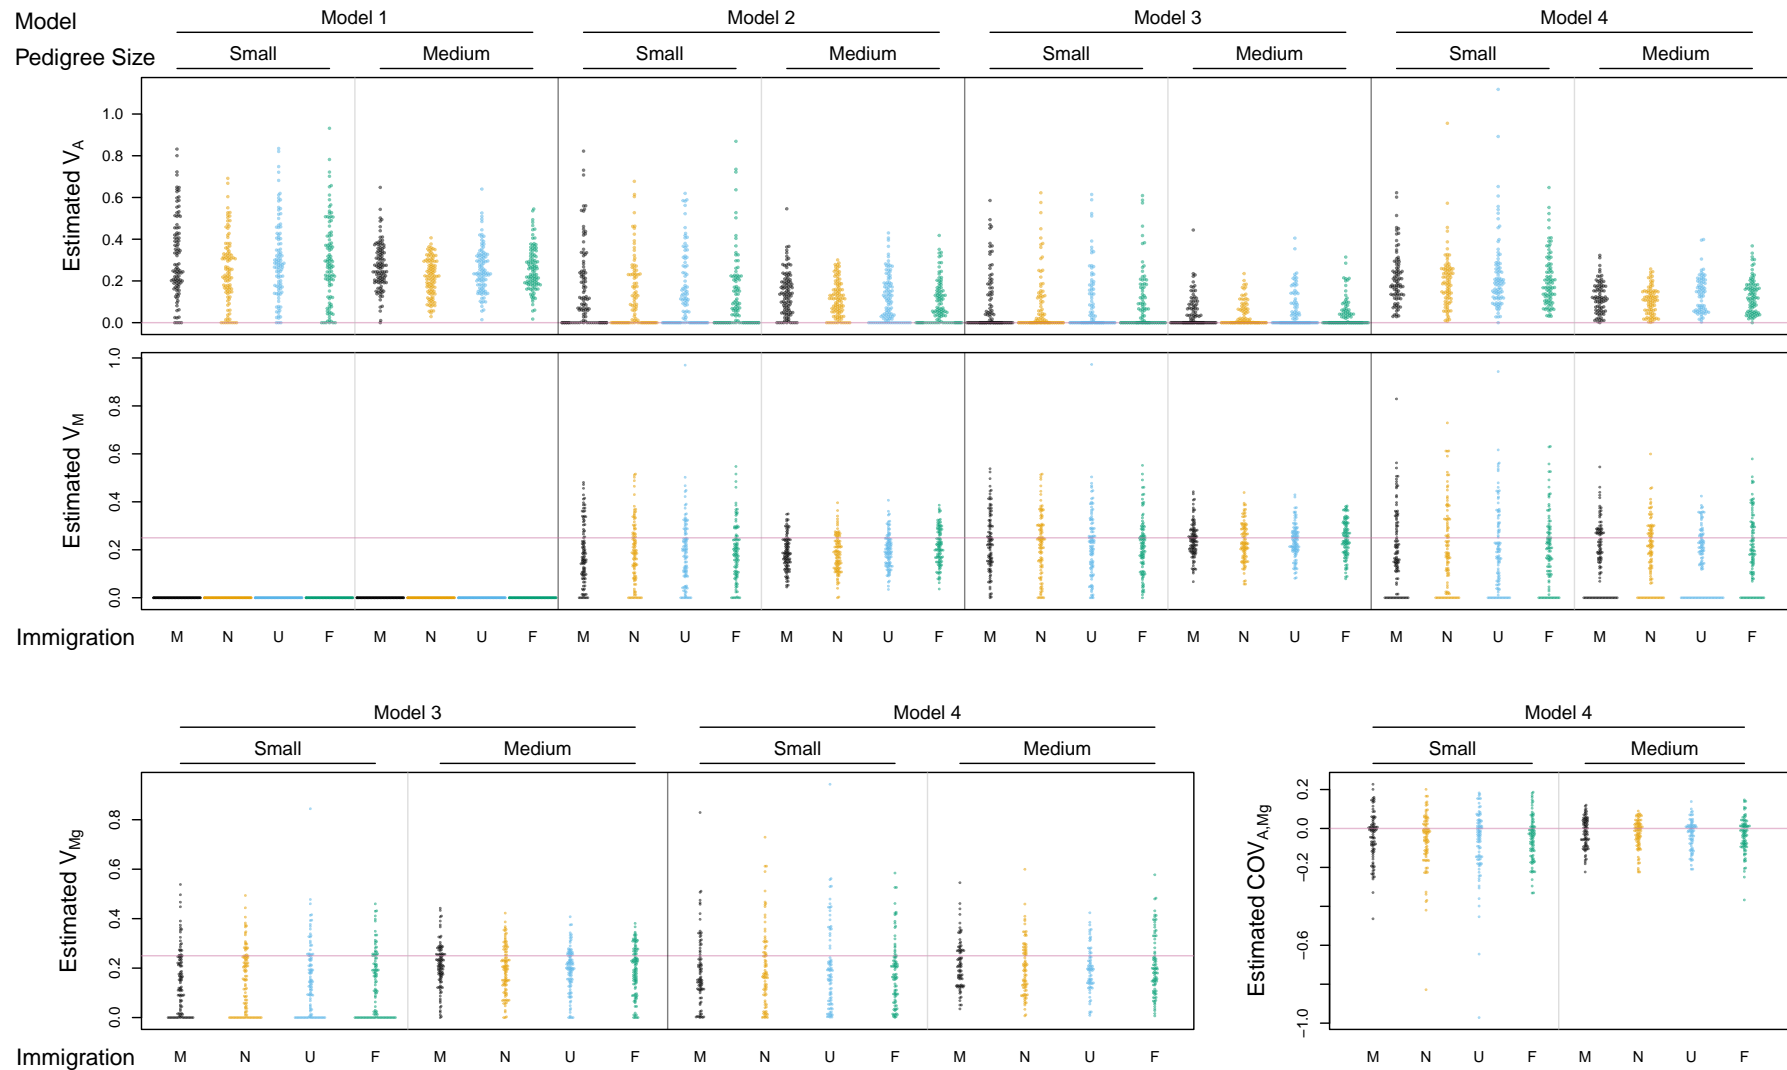 Model Model 1 Model 2 Model 3 Model 4
Pedigree Size Small Medium Small Medium Small Medium Small Medium
Estimated V_A
1.0
0.8
0.6
0.4
0.2
0.0
Estimated V_M
1.0
0.8
0.6
0.4
0.2
0.0
Immigration M N U F M N U F M N U F M N U F M N U F M N U F M N U F M N U F
Model 3 Model 4
Small Medium Small Medium
Estimated V_Mg
0.8
0.6
0.4
0.2
0.0
Immigration M N U F M N U F M N U F M N U F
Model 4
Small Medium
Estimated COV_A,Mg
0.2
0.0
−0.2
−0.6
−1.0
M N U F M N U F